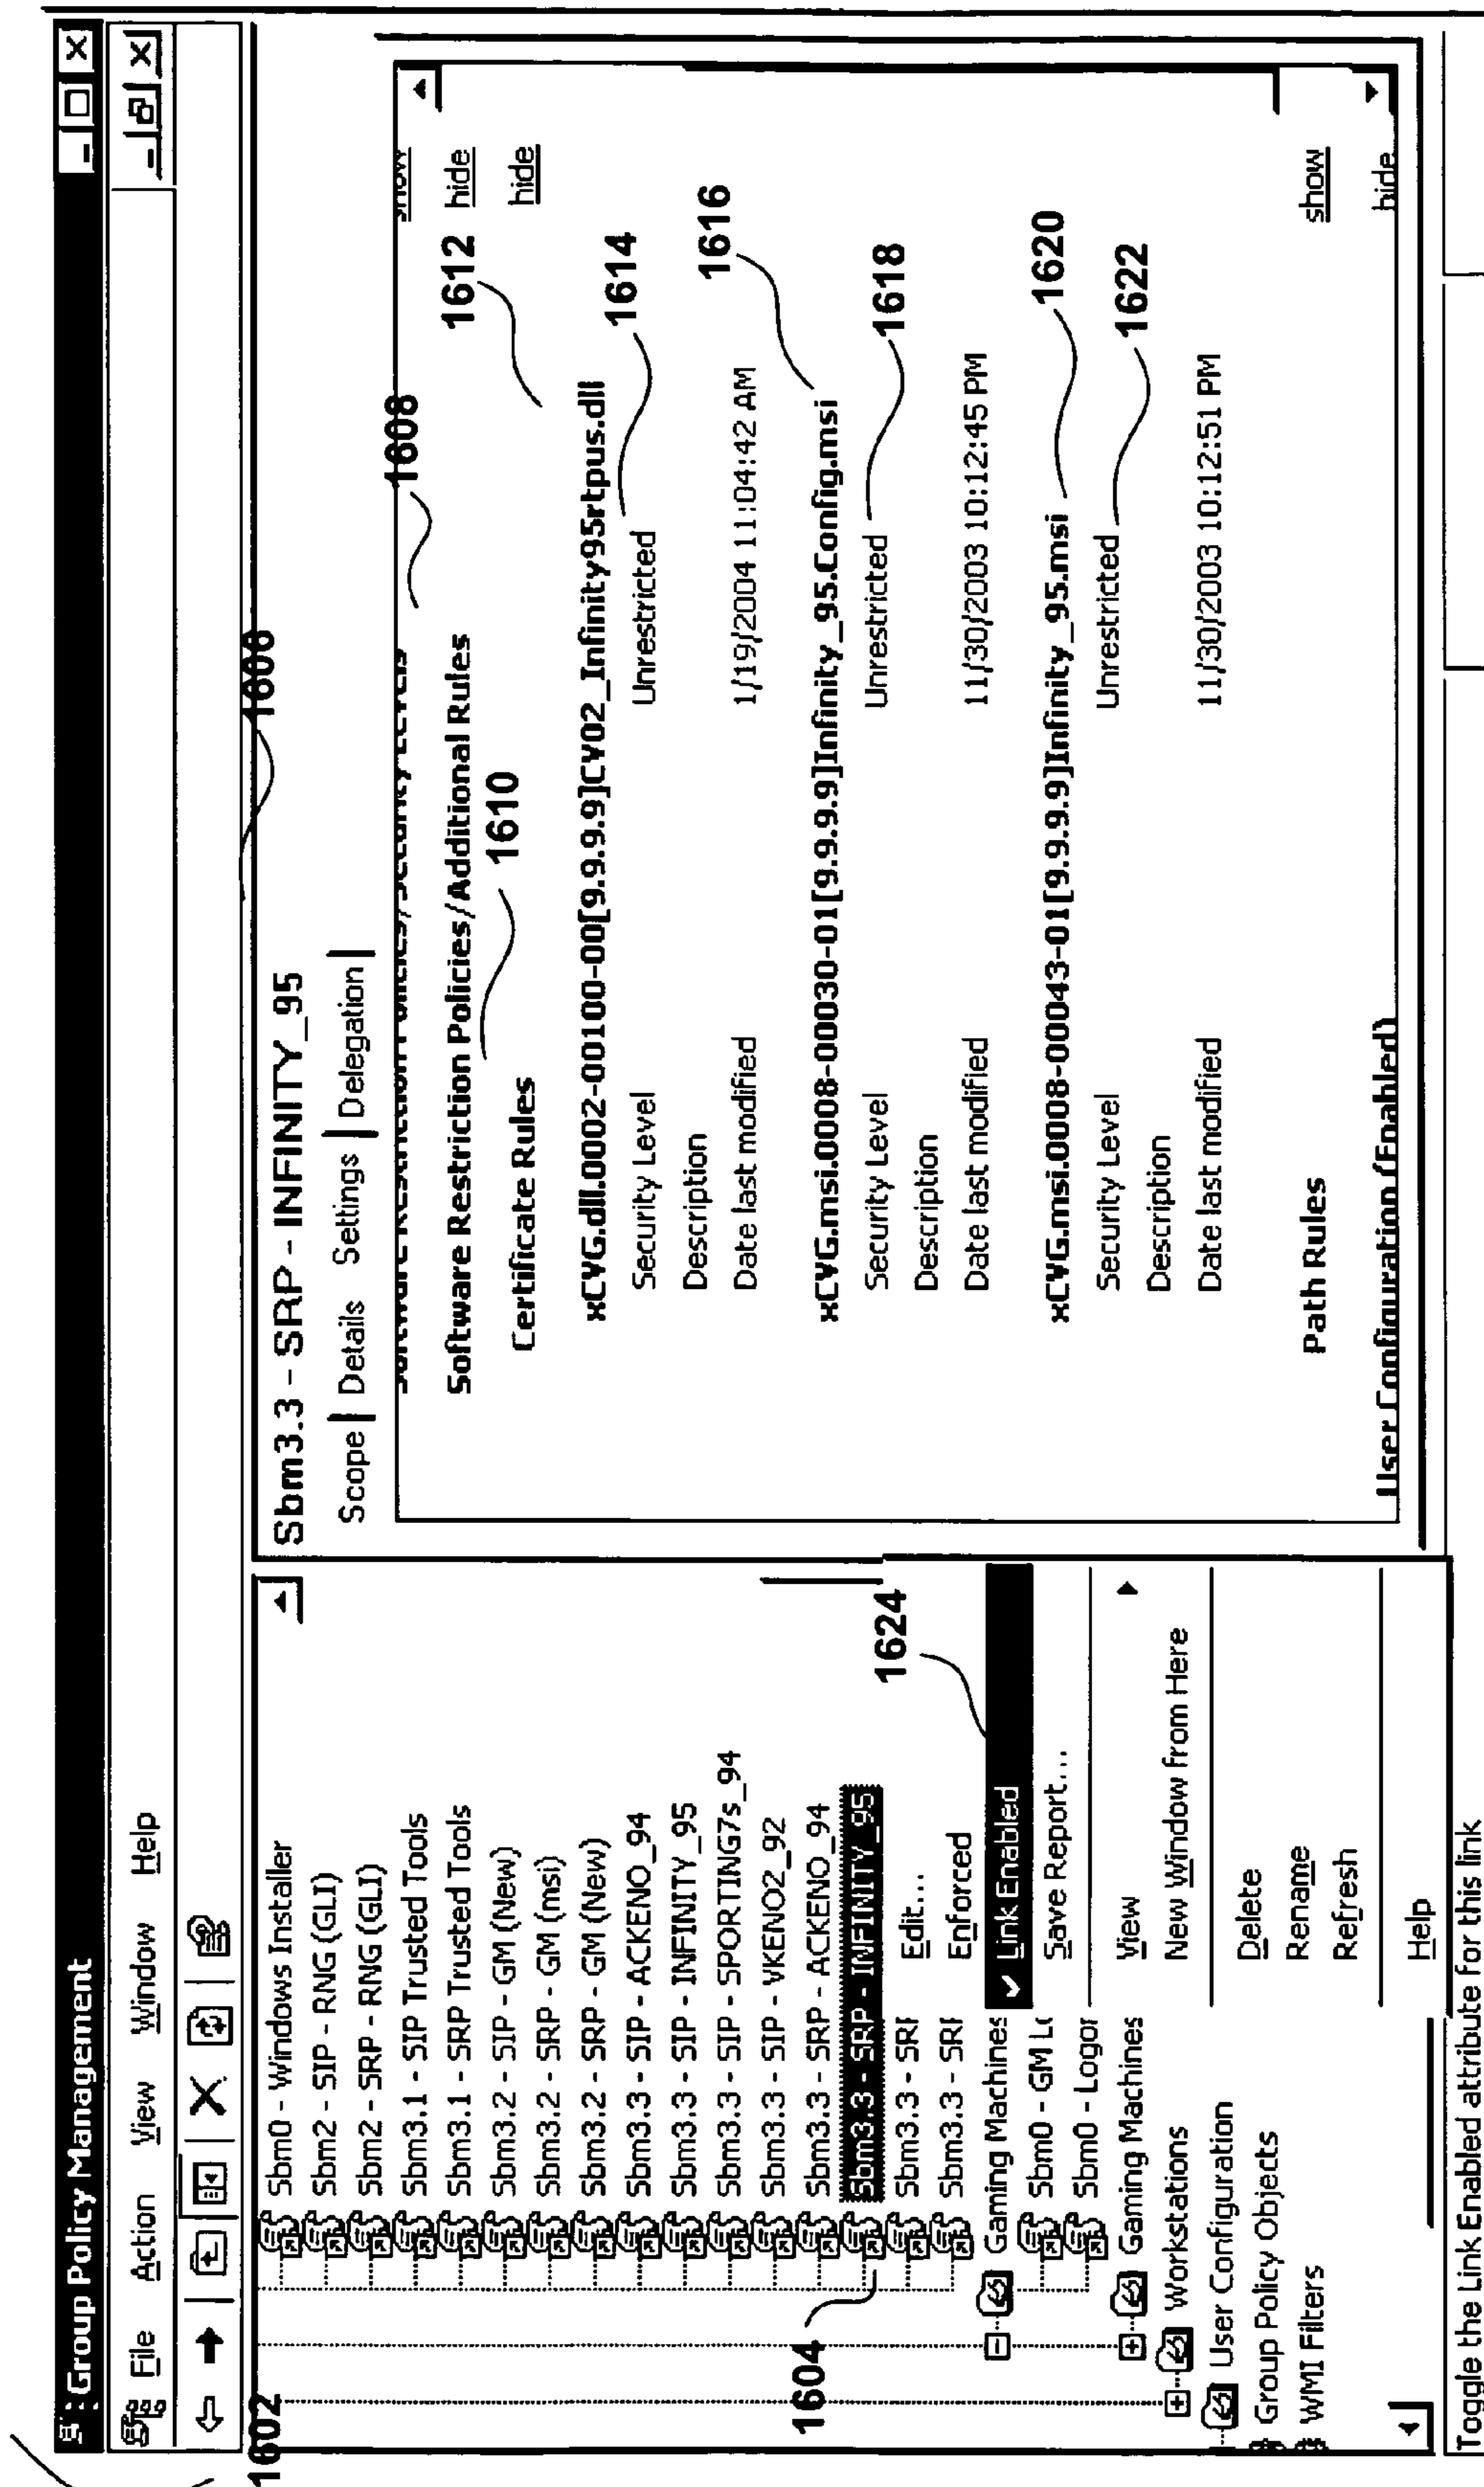 Group Policy Management
File Action View Window Help
1602
Sbm0 - Windows Installer
Sbm2 - SIP - RNG (GLI)
Sbm2 - SRP - RNG (GLI)
Sbm3.1 - SIP Trusted Tools
Sbm3.1 - SRP Trusted Tools
Sbm3.2 - SIP - GM (New)
Sbm3.2 - SRP - GM (msi)
Sbm3.2 - SRP - GM (New)
Sbm3.3 - SIP - ACKENO_94
Sbm3.3 - SIP - INFINITY_95
Sbm3.3 - SIP - SPORTING7s_94
Sbm3.3 - SIP - VKENO2_92
Sbm3.3 - SRP - ACKENO_94
Sbm3.3 - SRP - INFINITY_95
1604
Sbm3.3 - SRF
Sbm3.3 - SRF
Gaming Machines
Sbm0 - GM Lo
Sbm0 - Logor
Gaming Machines
Workstations
User Configuration
Group Policy Objects
WMI Filters
Edit...
Enforced
Link Enabled
1624
Save Report...
View
New Window from Here
Delete
Rename
Refresh
Help
Toggle the Link Enabled attribute for this link
1606
Sbm3.3 - SRP - INFINITY_95
Scope Details Settings Delegation
1608
Software Restriction Policies/Security Levels show
Software Restriction Policies/Additional Rules hide
Certificate Rules 1610 1612 hide
xCVG.dll.0002-00100-00[9.9.9.9]CV02_Infinity95rtpus.dll
Security Level Unrestricted 1614
Description
Date last modified 1/19/2004 11:04:42 AM
xCVG.msi.0008-00030-01[9.9.9.9]Infinity_95.Config.msi 1616
Security Level Unrestricted 1618
Description
Date last modified 11/30/2003 10:12:45 PM
xCVG.msi.0008-00043-01[9.9.9.9]Infinity_95.msi 1620
Security Level Unrestricted 1622
Description
Date last modified 11/30/2003 10:12:51 PM
Path Rules show
User Configuration (Enabled) hide